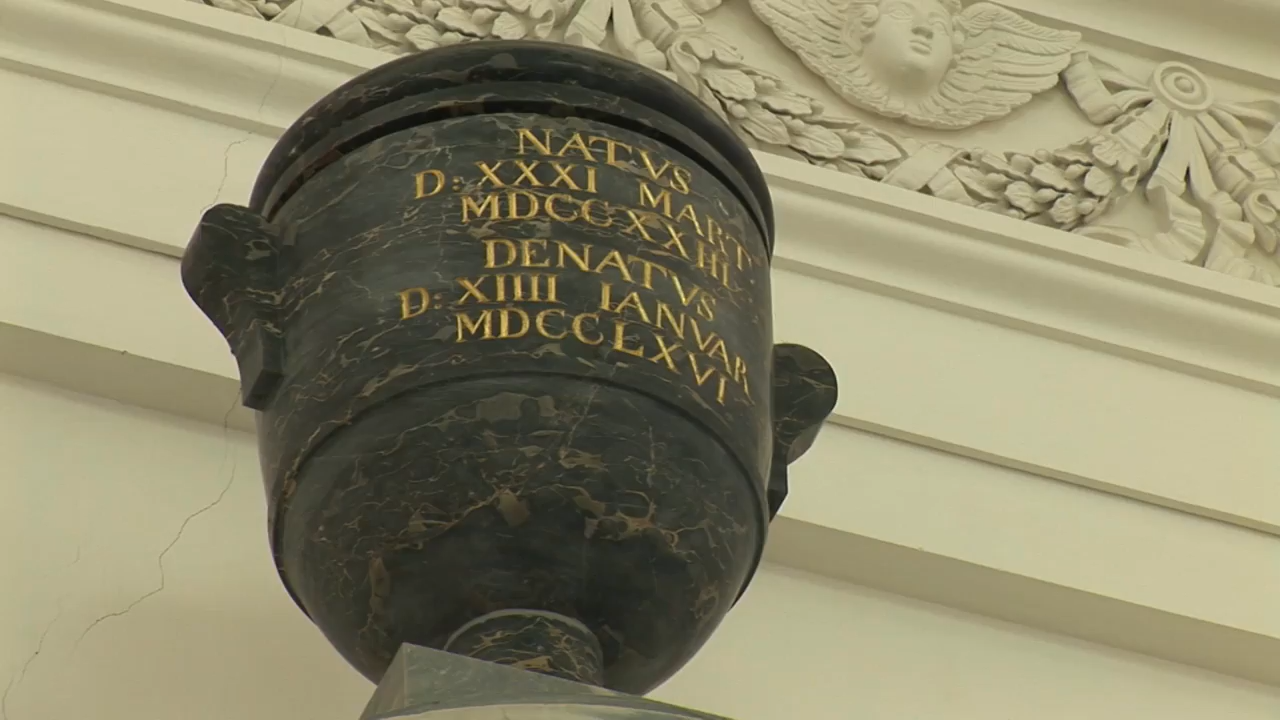 NATVS
D: XXXI MART
MDCCXXIII
DENATVS
D: XIIII IANVAR
MDCCLXVI